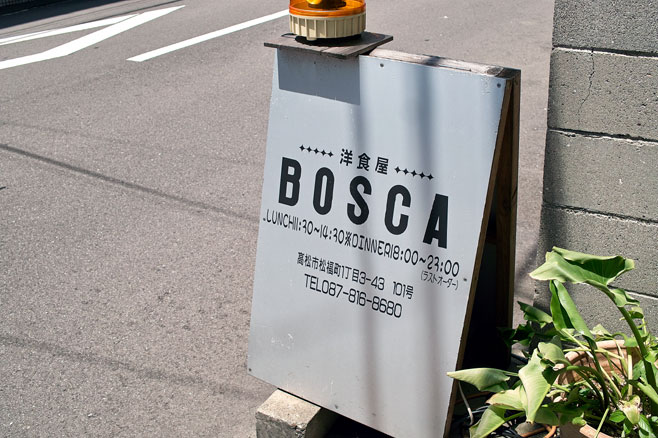 洋食屋
BOSCA
LUNCH11:30〜14:30※DINNER18:00〜23:00
(ラストオーダー)
高松市松福町1丁目3-43 101号
TEL087-816-8680